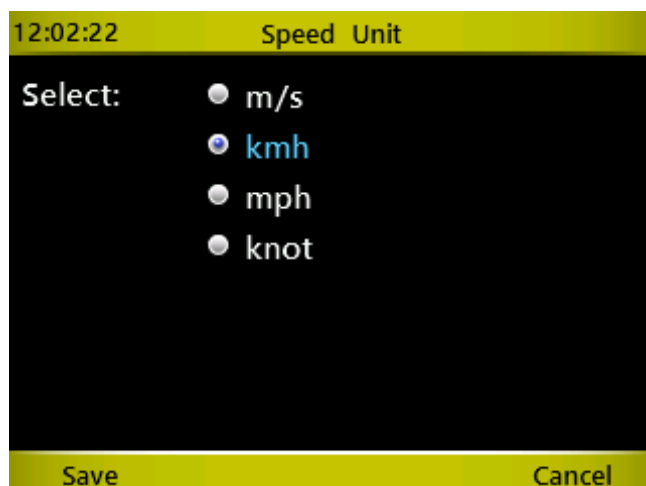 12:02:22 Speed Unit
Select: m/s
kmh
mph
knot
Save Cancel